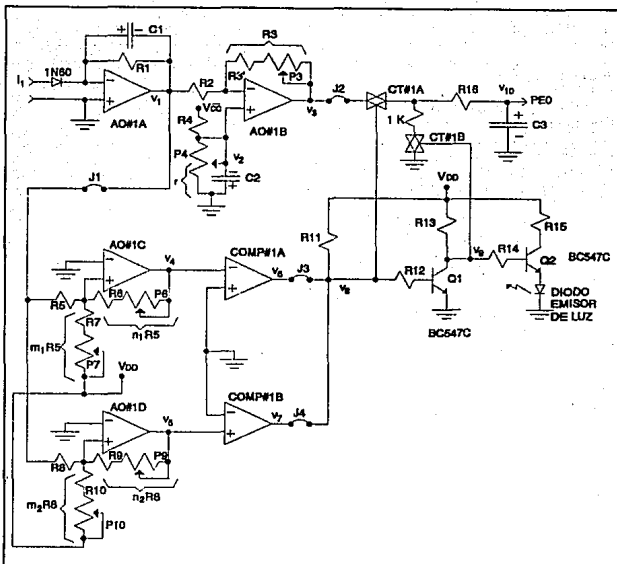 C1
R3
I1
1N60
R1
R2
R3'
P3
J2
CT#1A
R16
v10
PE0
v1
VDD
AO#1A
AO#1B
v3
1 K
CT#1B
C3
R4
P4
v2
C2
r
J1
VDD
R13
R15
R11
AO#1C
v4
COMP#1A
v6
J3
v8
R12
Q1
v9
R14
Q2
BC547C
R5
R6
P6
R7
n1R5
m1R5
P7
VDD
BC547C
DIODO
EMISOR
DE LUZ
COMP#1B
AO#1D
v5
v7
J4
R8
R9
P9
R10
n2R8
m2R8
P10